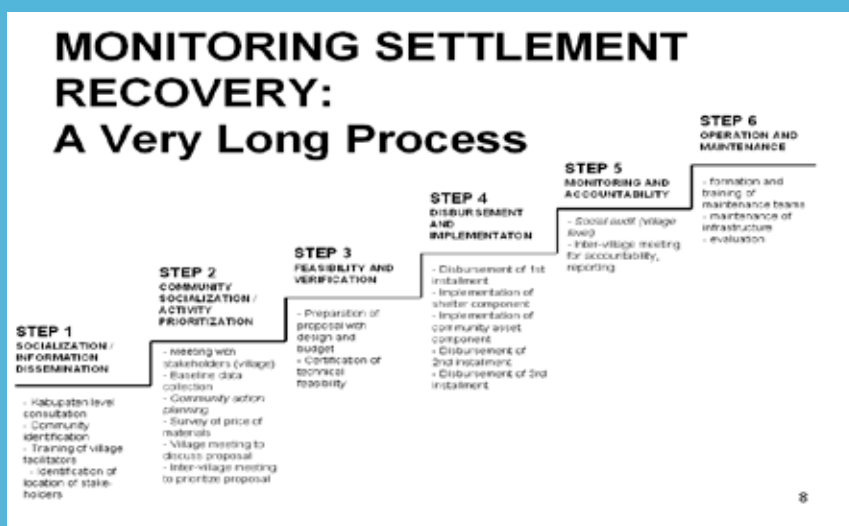 MONITORING SETTLEMENT
RECOVERY:
A Very Long Process
STEP 1
SOCIALIZATION /
INFORMATION
DISSEMINATION
- Kabupaten level
consultation
- Community
identification
- Training of village
facilitators
- Identification of
location of stake-
holders
STEP 2
COMMUNITY
SOCIALIZATION /
ACTIVITY
PRIORITIZATION
- Meeting with
stakeholders (village)
- Baseline data
collection
- Community action
planning
- Survey of price of
materials
- Village meeting to
discuss proposal
- Inter-village meeting
to prioritize proposal
STEP 3
FEASIBILITY AND
VERIFICATION
- Preparation of
proposal with
design and
budget
- Certification of
technical
feasibility
STEP 4
DISBURSEMENT
AND
IMPLEMENTATON
- Disbursement of 1st
installment
- Implementation of
shelter component
- Implementation of
community asset
component
- Disbursement of
2nd installment
- Disbursement of 3rd
installment
STEP 5
MONITORING AND
ACCOUNTABILITY
- Social audit (village
level)
- Inter-village meeting
for accountability,
reporting
STEP 6
OPERATION AND
MAINTENANCE
- formation and
training of
maintenance teams
- maintenance of
infrastructure
- evaluation
8